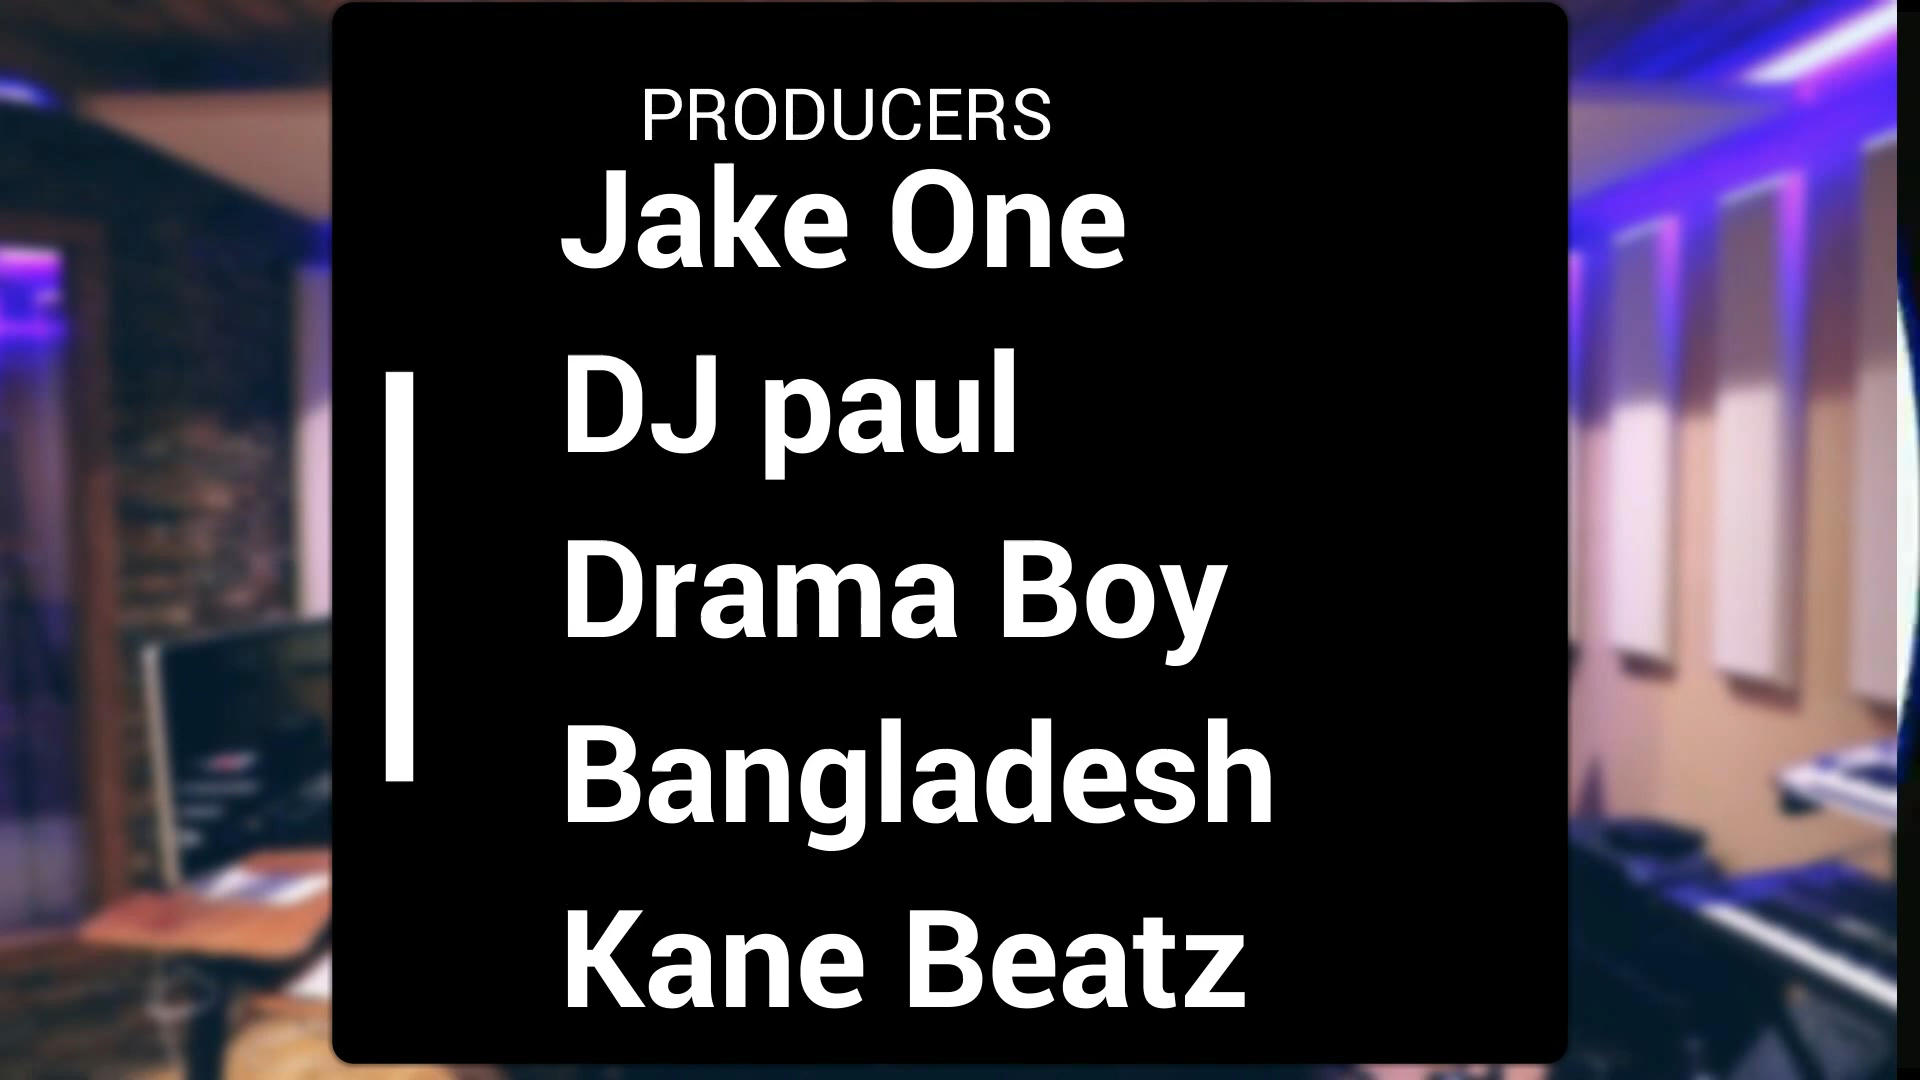 PRODUCERS
Jake One
DJ paul
Drama Boy
Bangladesh
Kane Beatz